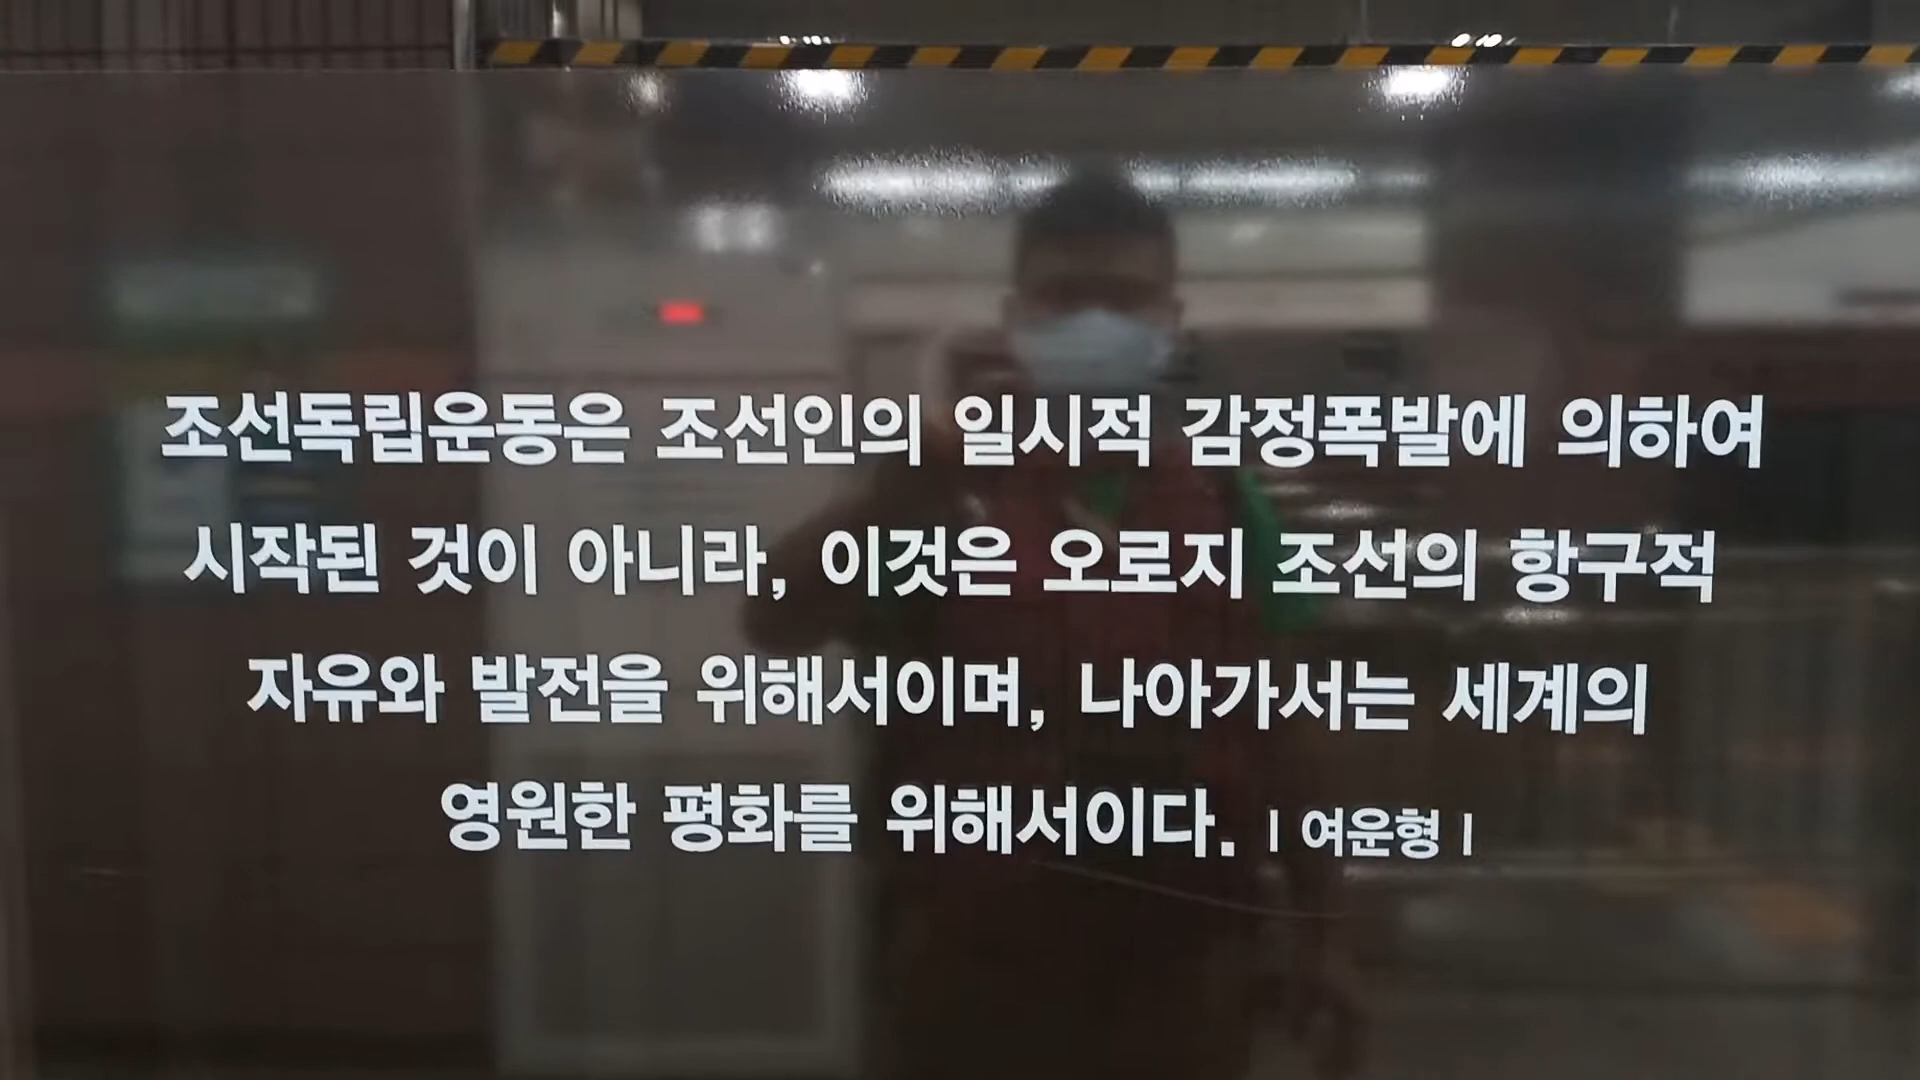 조선독립운동은 조선인의 일시적 감정폭발에 의하여
시작된 것이 아니라, 이것은 오로지 조선의 항구적
자유와 발전을 위해서이며, 나아가서는 세계의
영원한 평화를 위해서이다. | 여운형 |